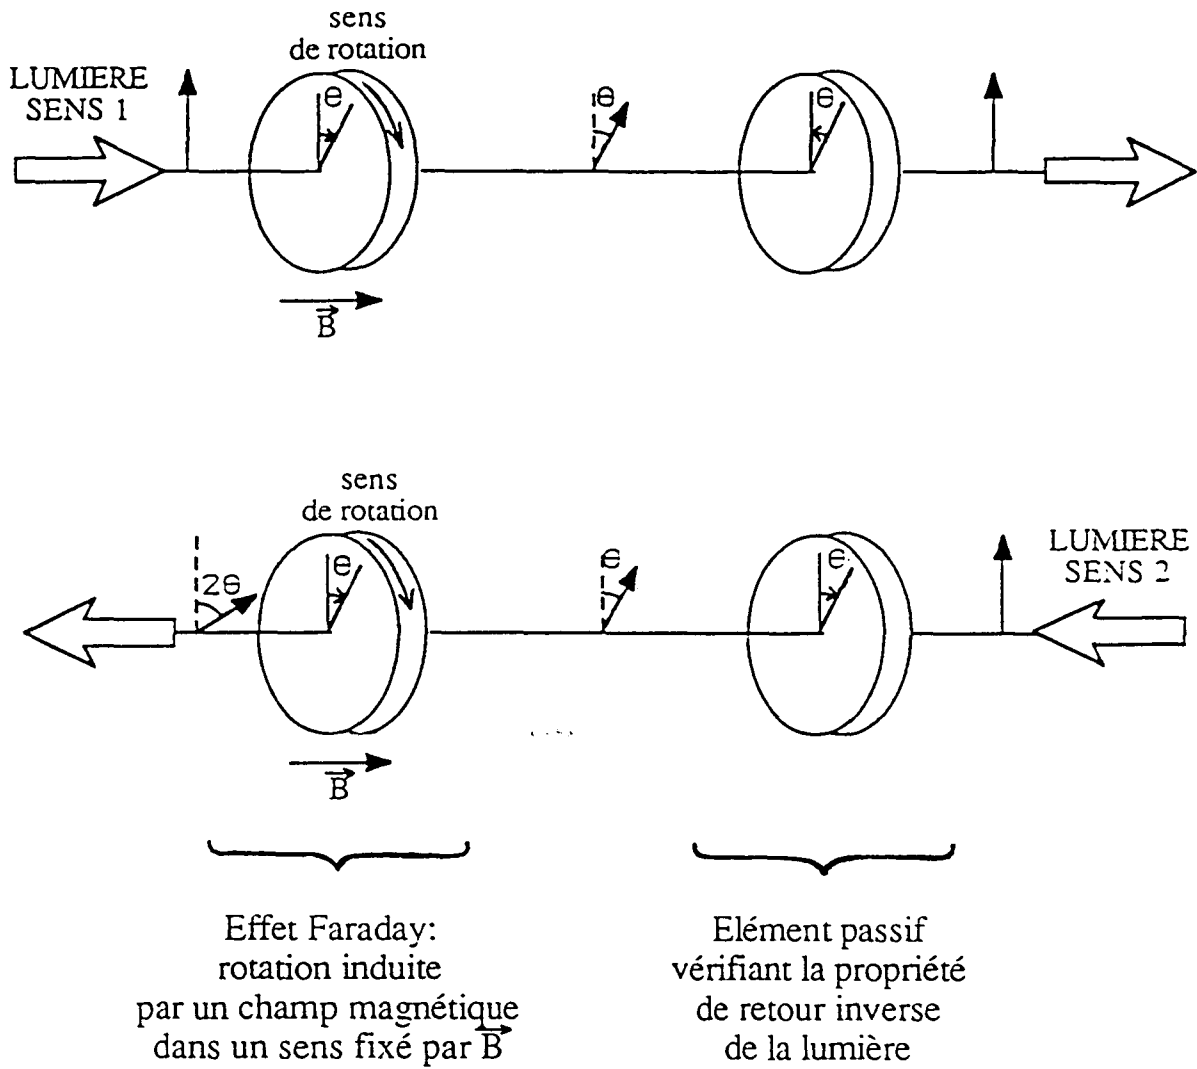 sens
de rotation
LUMIERE
SENS 1
Θ
Θ
Θ
B
sens
de rotation
LUMIERE
SENS 2
2Θ
Θ
Θ
Θ
B
Effet Faraday:
rotation induite
par un champ magnétique
dans un sens fixé par B
Elément passif
vérifiant la propriété
de retour inverse
de la lumière